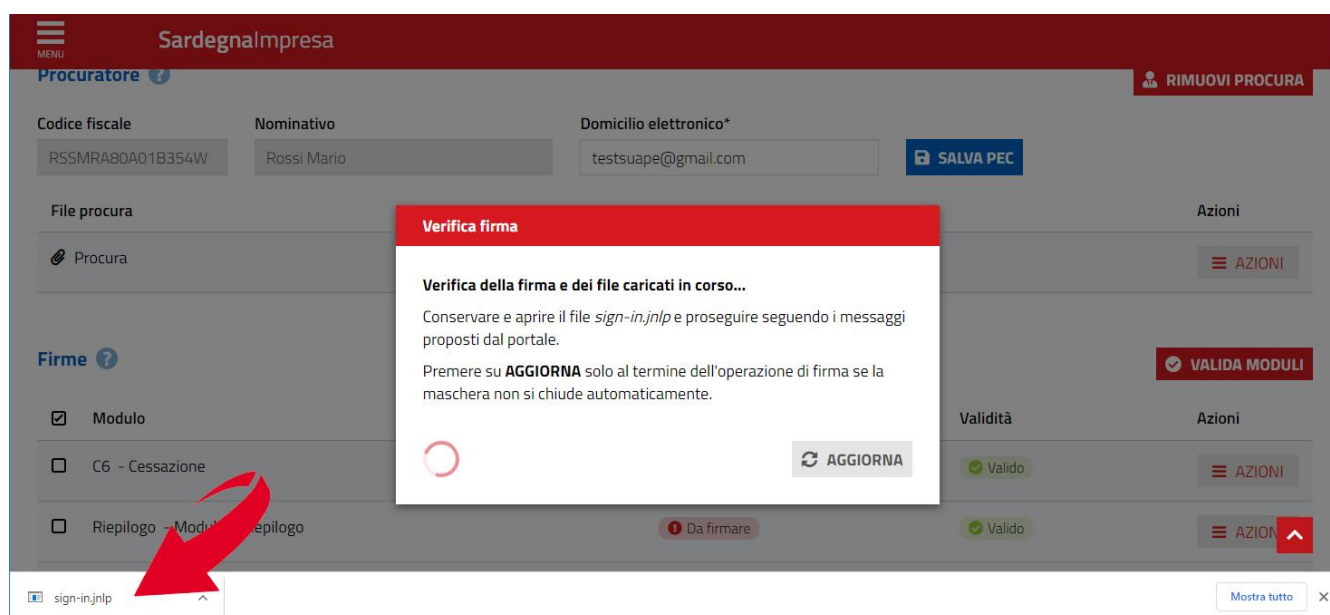 MENU
SardegnaImpresa
Procuratore ?
RIMUOVI PROCURA
Codice fiscale Nominativo Domicilio elettronico*
RSSMRA80A01B354W Rossi Mario testsuape@gmail.com SALVA PEC
File procura Azioni
Procura AZIONI
Verifica firma
Verifica della firma e dei file caricati in corso...
Conservare e aprire il file sign-in.jnlp e proseguire seguendo i messaggi
proposti dal portale.
Premere su AGGIORNA solo al termine dell'operazione di firma se la
maschera non si chiude automaticamente.
AGGIORNA
Firme ?
VALIDA MODULI
Modulo Validità Azioni
C6 - Cessazione Valido AZIONI
Riepilogo - Modu epilogo Da firmare Valido AZION
sign-in.jnlp Mostra tutto